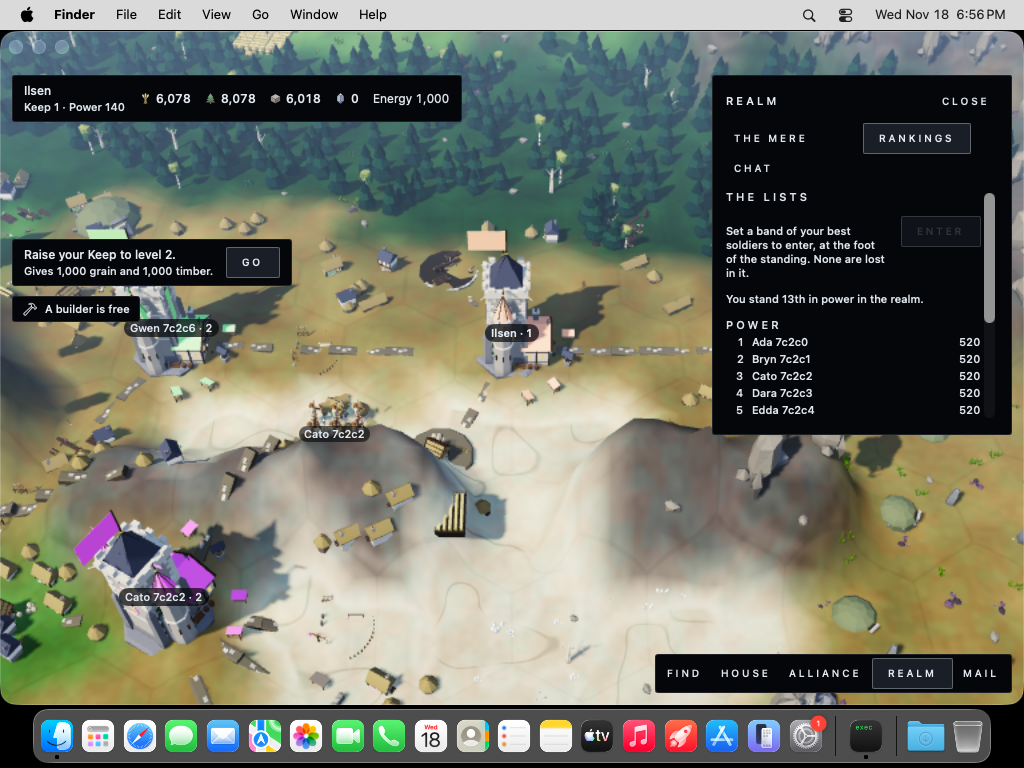 Finder File Edit View Go Window Help Wed Nov 18 6:56 PM
Ilsen
Keep 1 · Power 140
6,078 8,078 6,018 0 Energy 1,000
REALM CLOSE
THE MERE RANKINGS
CHAT
THE LISTS
Set a band of your best
soldiers to enter, at the foot
of the standing. None are lost
in it.
ENTER
You stand 13th in power in the realm.
POWER
1 Ada 7c2c0 520
2 Bryn 7c2c1 520
3 Cato 7c2c2 520
4 Dara 7c2c3 520
5 Edda 7c2c4 520
Raise your Keep to level 2.
Gives 1,000 grain and 1,000 timber.
GO
A builder is free
Gwen 7c2c6 · 2
Ilsen · 1
Cato 7c2c2
Cato 7c2c2 · 2
FIND HOUSE ALLIANCE REALM MAIL
Wed
18
tv
1
exec